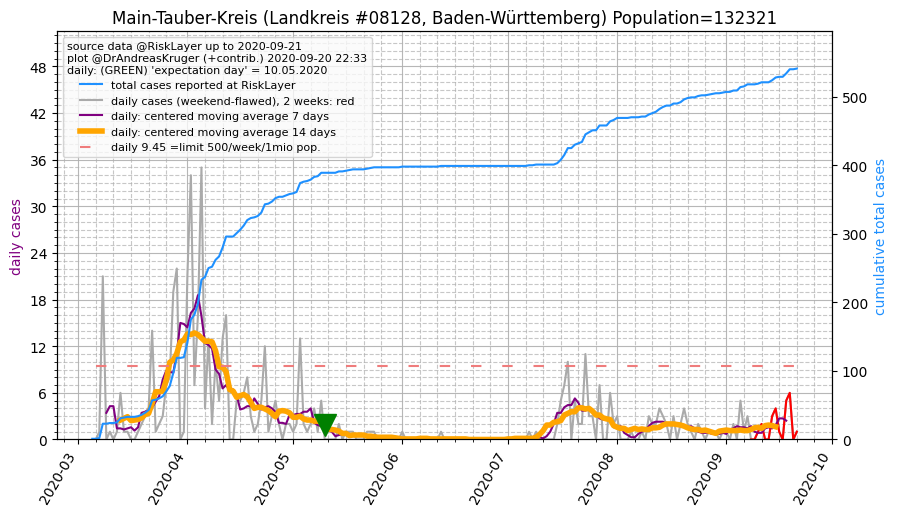 Main-Tauber-Kreis (Landkreis #08128, Baden-Württemberg) Population=132321
source data @RiskLayer up to 2020-09-21
plot @DrAndreasKruger (+contrib.) 2020-09-20 22:33
daily: (GREEN) 'expectation day' = 10.05.2020
total cases reported at RiskLayer
daily cases (weekend-flawed), 2 weeks: red
daily: centered moving average 7 days
daily: centered moving average 14 days
daily 9.45 =limit 500/week/1mio pop.
daily cases
48
42
36
30
24
18
12
6
0
cumulative total cases
500
400
300
200
100
0
2020-03
2020-04
2020-05
2020-06
2020-07
2020-08
2020-09
2020-10